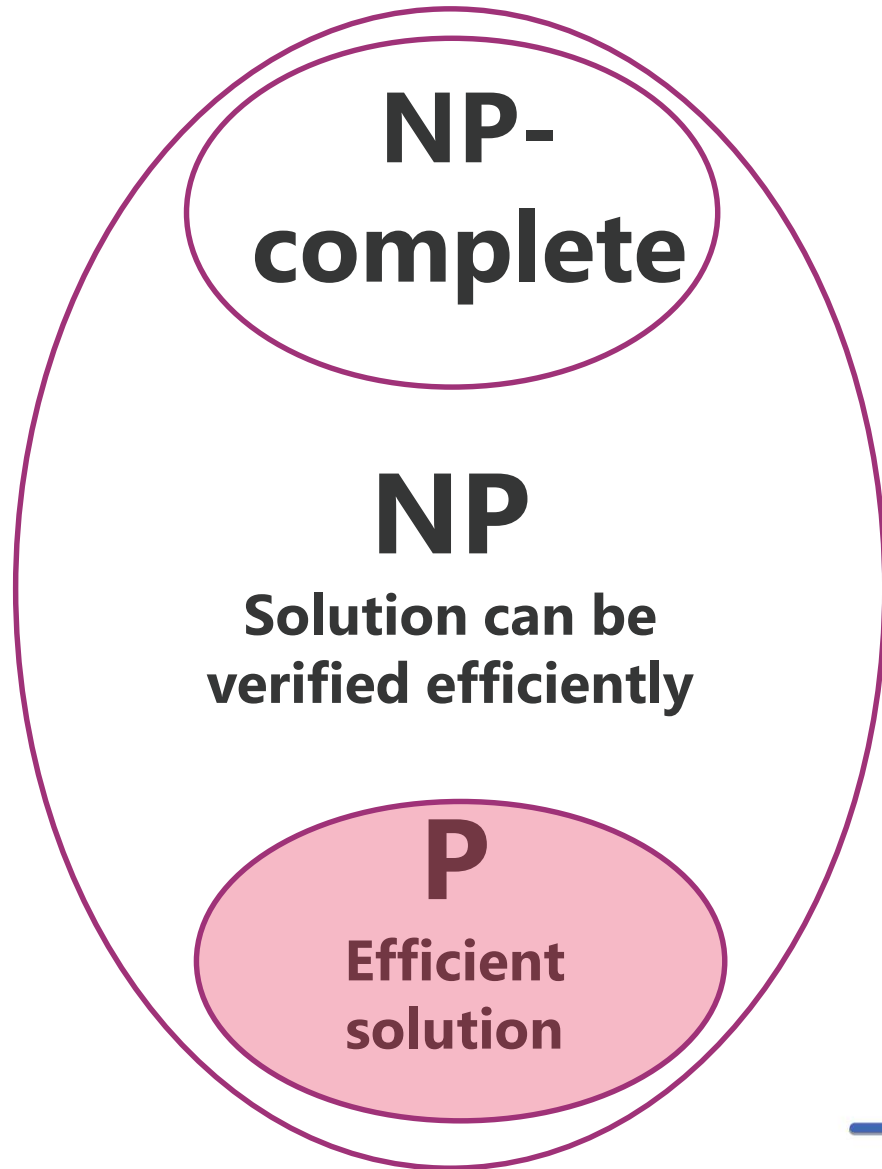 NP-
complete
NP
Solution can be
verified efficiently
P
Efficient
solution